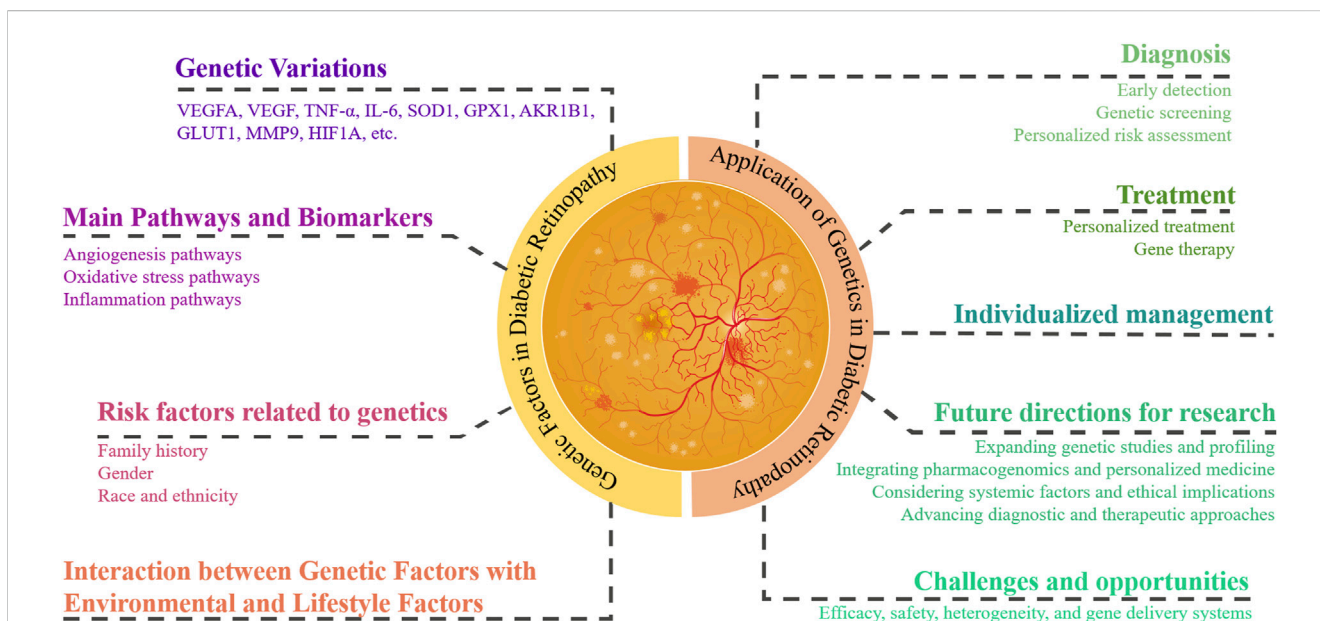 Genetic Variations
VEGFA, VEGF, TNF-α, IL-6, SOD1, GPX1, AKR1B1,
GLUT1, MMP9, HIF1A, etc.
Main Pathways and Biomarkers
Angiogenesis pathways
Oxidative stress pathways
Inflammation pathways
Risk factors related to genetics
Family history
Gender
Race and ethnicity
Interaction between Genetic Factors with
Environmental and Lifestyle Factors
Genetic Factors in Diabetic Retinopathy
Application of Genetics in Diabetic Retinopathy
Diagnosis
Early detection
Genetic screening
Personalized risk assessment
Treatment
Personalized treatment
Gene therapy
Individualized management
Future directions for research
Expanding genetic studies and profiling
Integrating pharmacogenomics and personalized medicine
Considering systemic factors and ethical implications
Advancing diagnostic and therapeutic approaches
Challenges and opportunities
Efficacy, safety, heterogeneity, and gene delivery systems